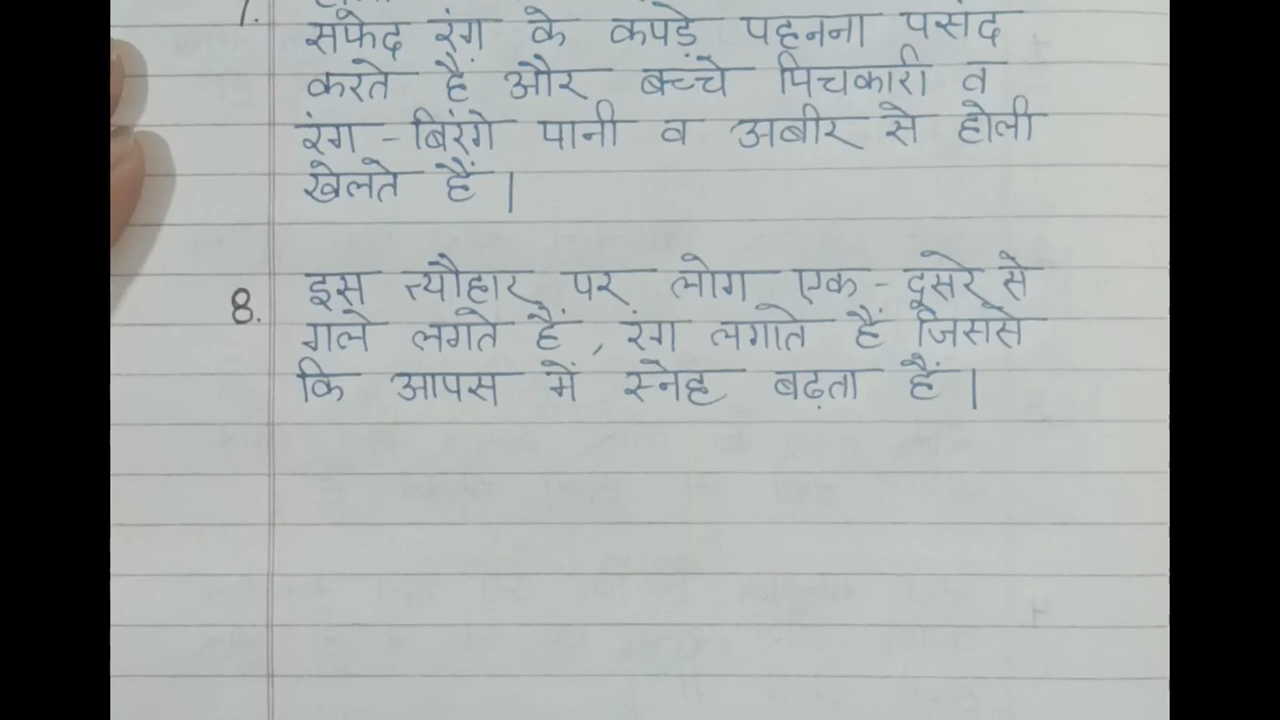 7.
सफेद रंग के कपड़े पहनना पसंद
करते हैं और बच्चे पिचकारी व
रंग - बिरंगे पानी व अबीर से होली
खेलते हैं |
8. इस त्यौहार पर लोग एक - दूसरे से
गले लगते हैं , रंग लगाते हैं जिससे
कि आपस में स्नेह बढ़ता हैं |